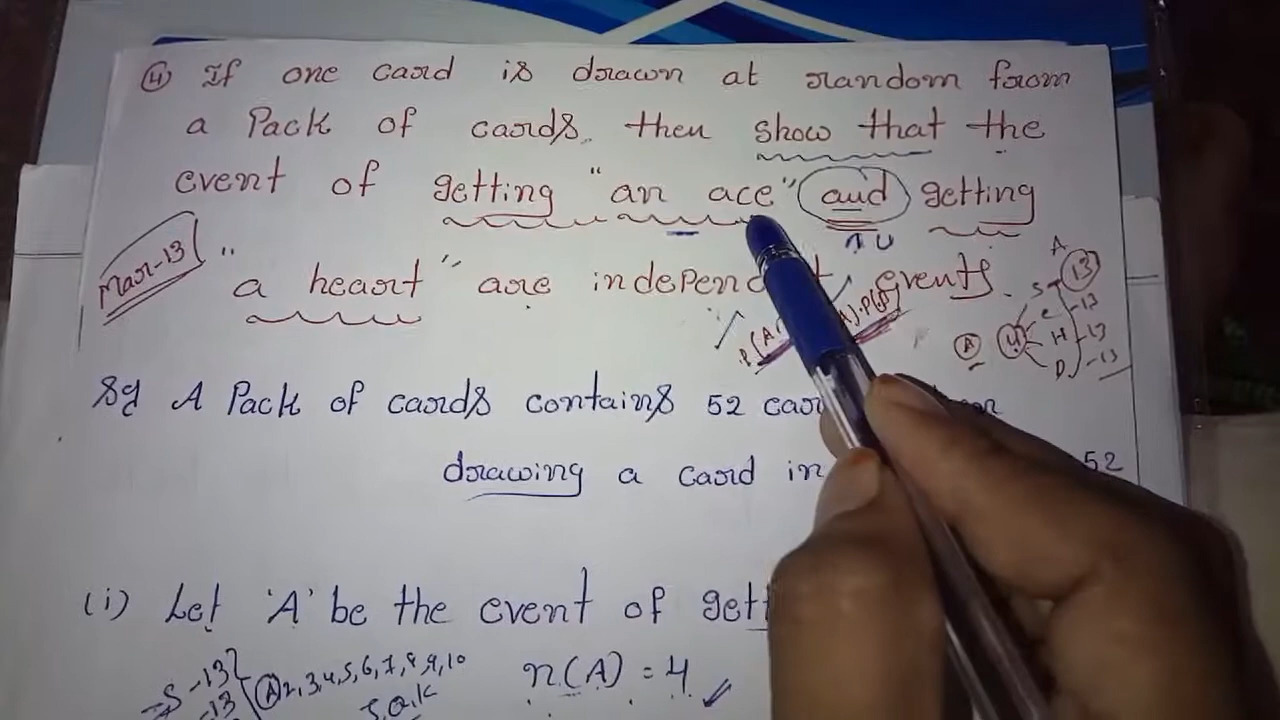 ④ If one card is drawn at random from
a Pack of cards. then show that the
event of getting "an ace" and getting
Mar-13
"a heart" are independ events.
∩ ∪
A
S 13
C -13
H -13
D -13
A 4
Sol A Pack of cards contains 52
drawing a card in 52
(i) Let 'A' be the event of
S -13
-13
A 2,3,4,5,6,7,8,9,10
J,Q,K
n(A) = 4